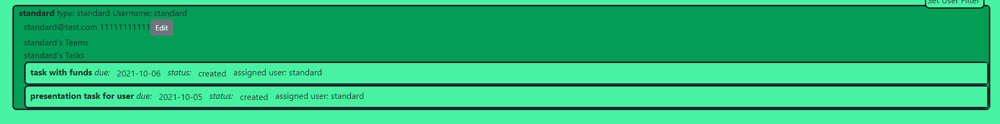 Set User Filter
standard type: standard Username: standard
standard@test.com 11111111111 Edit
standard's Teams
standard's Tasks
task with funds due: 2021-10-06 status: created assigned user: standard
presentation task for user due: 2021-10-05 status: created assigned user: standard